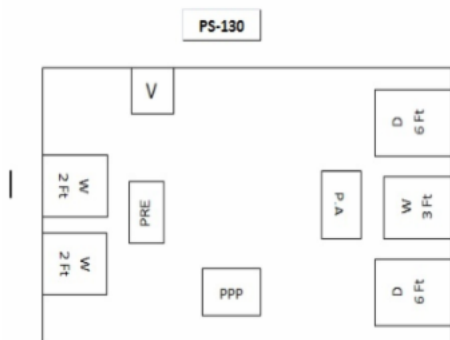 PS-130
V
D
6 Ft
W
2 Ft
PRE
P.A
W
3 Ft
W
2 Ft
PPP
D
6 Ft